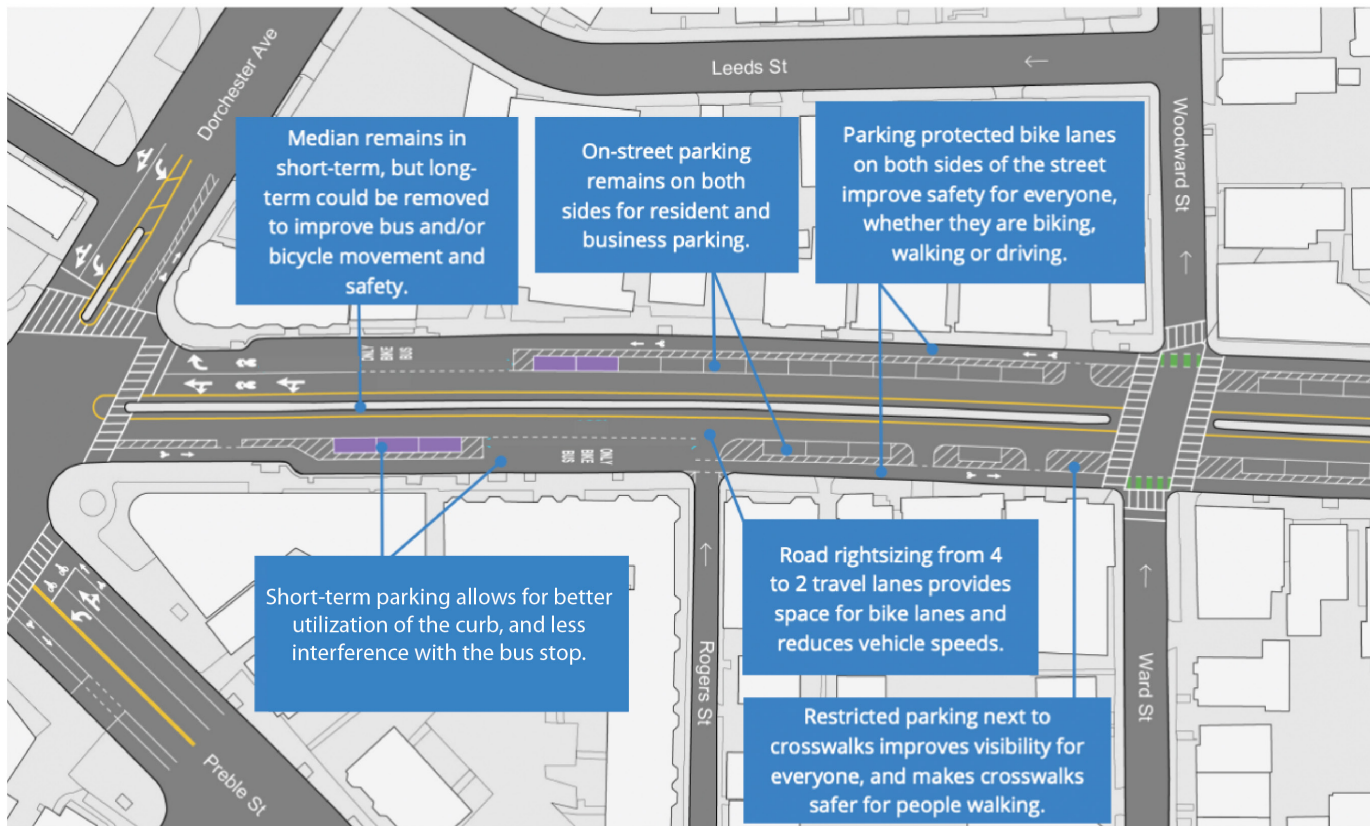 Dorchester Ave
Leeds St
Woodward St
Median remains in
short-term, but long-
term could be removed
to improve bus and/or
bicycle movement and
safety.
On-street parking
remains on both
sides for resident and
business parking.
Parking protected bike lanes
on both sides of the street
improve safety for everyone,
whether they are biking,
walking or driving.
ONLY
BIKE
BUS
BUS
BIKE
ONLY
Short-term parking allows for better
utilization of the curb, and less
interference with the bus stop.
Road rightsizing from 4
to 2 travel lanes provides
space for bike lanes and
reduces vehicle speeds.
Restricted parking next to
crosswalks improves visibility for
everyone, and makes crosswalks
safer for people walking.
Rogers St
Ward St
Preble St